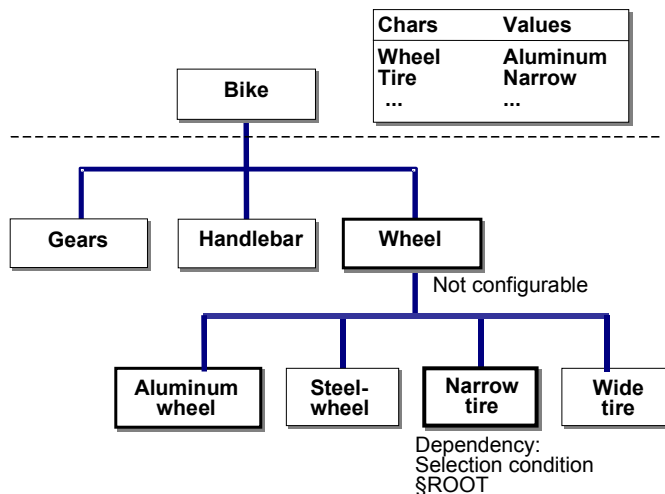 Chars Values
Wheel Aluminum
Tire Narrow
... ...
Bike
Gears
Handlebar
Wheel
Not configurable
Aluminum
wheel
Steel-
wheel
Narrow
tire
Wide
tire
Dependency:
Selection condition
§ROOT